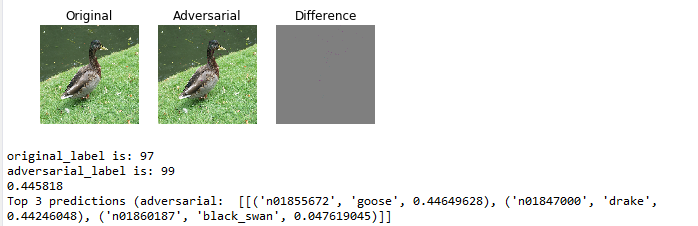 Original Adversarial Difference
original_label is: 97
adversarial_label is: 99
0.445818
Top 3 predictions (adversarial:  [[('n01855672', 'goose', 0.44649628), ('n01847000', 'drake',
0.44246048), ('n01860187', 'black_swan', 0.047619045)]]